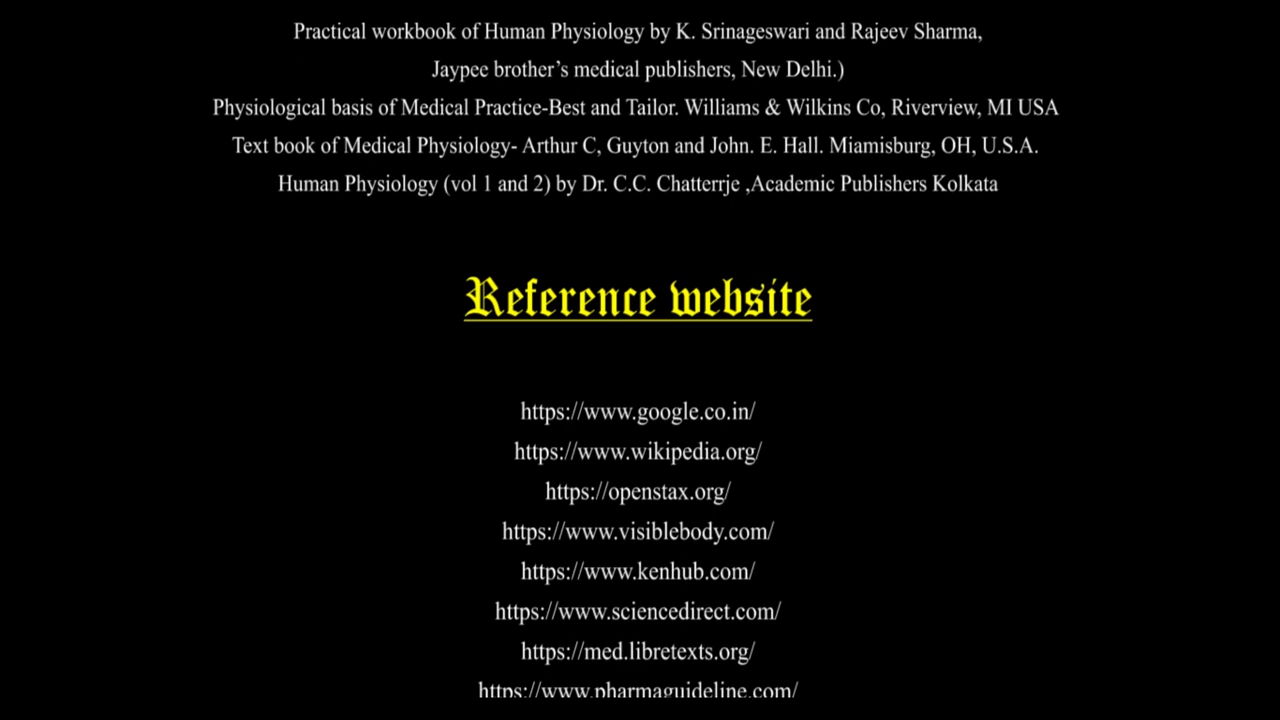 Practical workbook of Human Physiology by K. Srinageswari and Rajeev Sharma,
Jaypee brother’s medical publishers, New Delhi.)
Physiological basis of Medical Practice-Best and Tailor. Williams & Wilkins Co, Riverview, MI USA
Text book of Medical Physiology- Arthur C, Guyton and John. E. Hall. Miamisburg, OH, U.S.A.
Human Physiology (vol 1 and 2) by Dr. C.C. Chatterrje ,Academic Publishers Kolkata
Reference website
https://www.google.co.in/
https://www.wikipedia.org/
https://openstax.org/
https://www.visiblebody.com/
https://www.kenhub.com/
https://www.sciencedirect.com/
https://med.libretexts.org/
https://www.pharmaguideline.com/